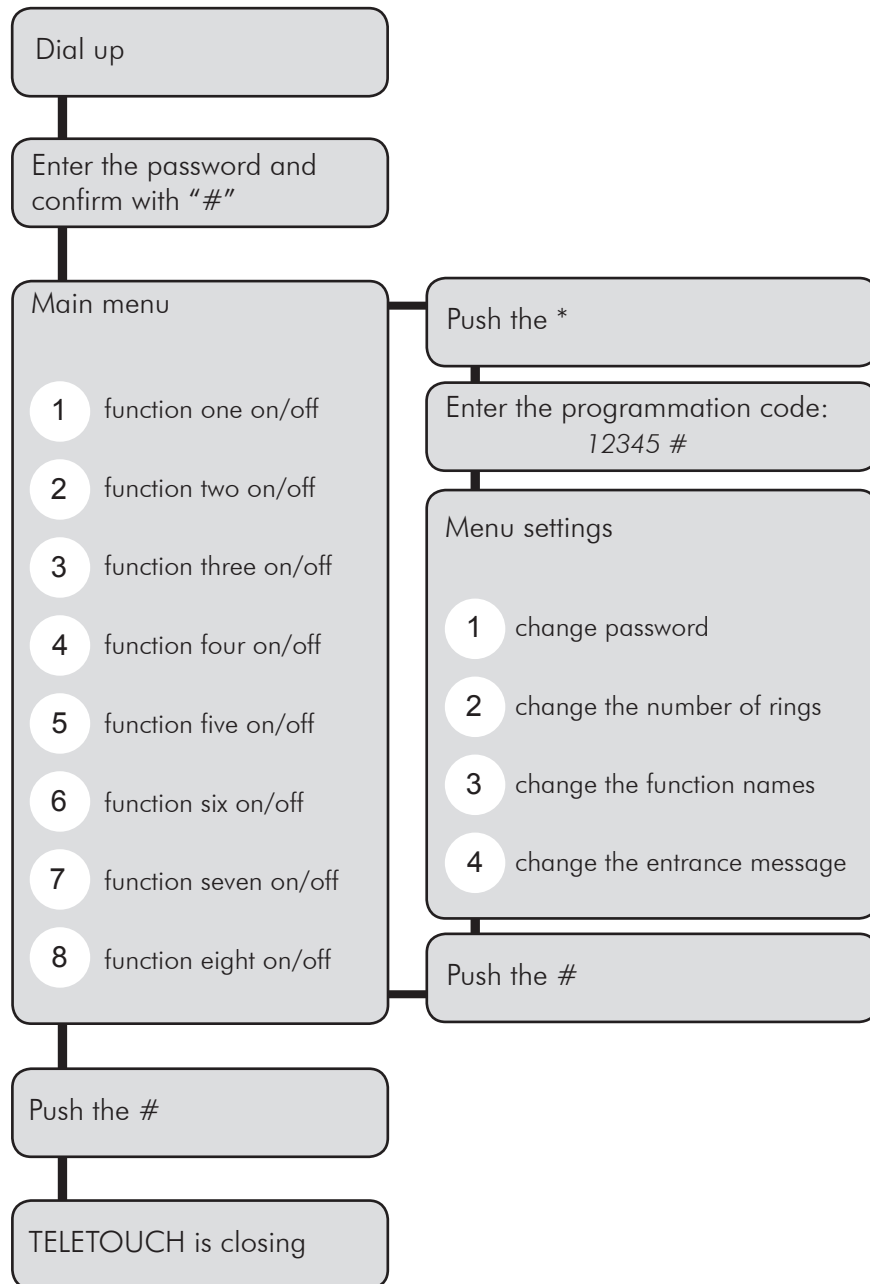 Dial up
Enter the password and
confirm with “#”
Main menu
1 function one on/off
2 function two on/off
3 function three on/off
4 function four on/off
5 function five on/off
6 function six on/off
7 function seven on/off
8 function eight on/off
Push the *
Enter the programmation code:
12345 #
Menu settings
1 change password
2 change the number of rings
3 change the function names
4 change the entrance message
Push the #
Push the #
TELETOUCH is closing